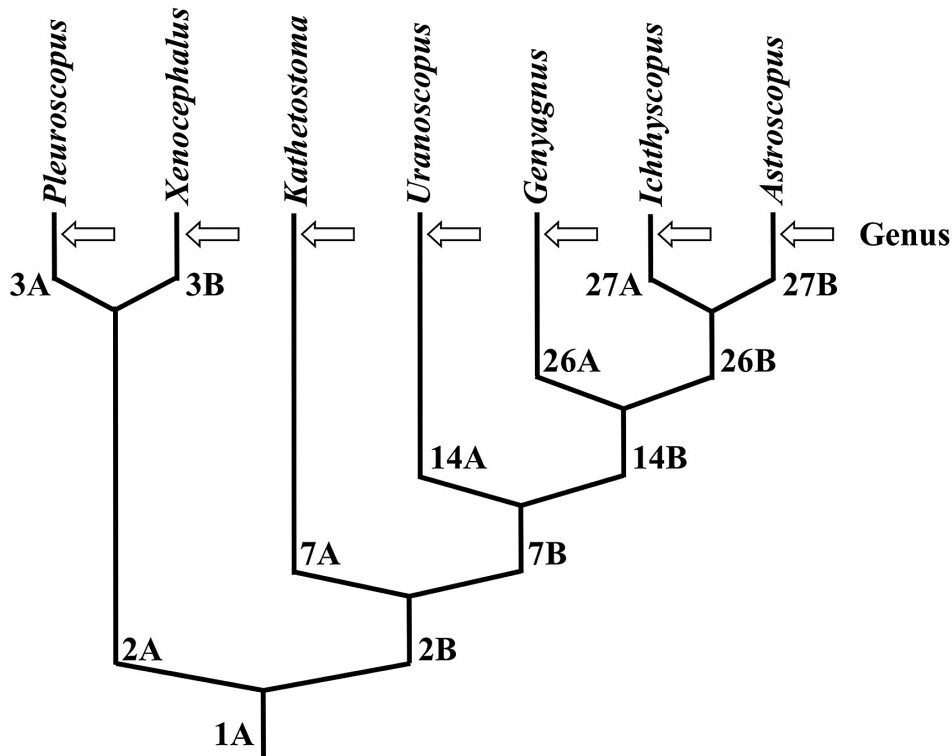 Pleuroscopus
Xenocephalus
Kathetostoma
Uranoscopus
Genyagnus
Ichthyscopus
Astroscopus
Genus
3A
3B
27A
27B
26A
26B
14A
14B
7A
7B
2A
2B
1A